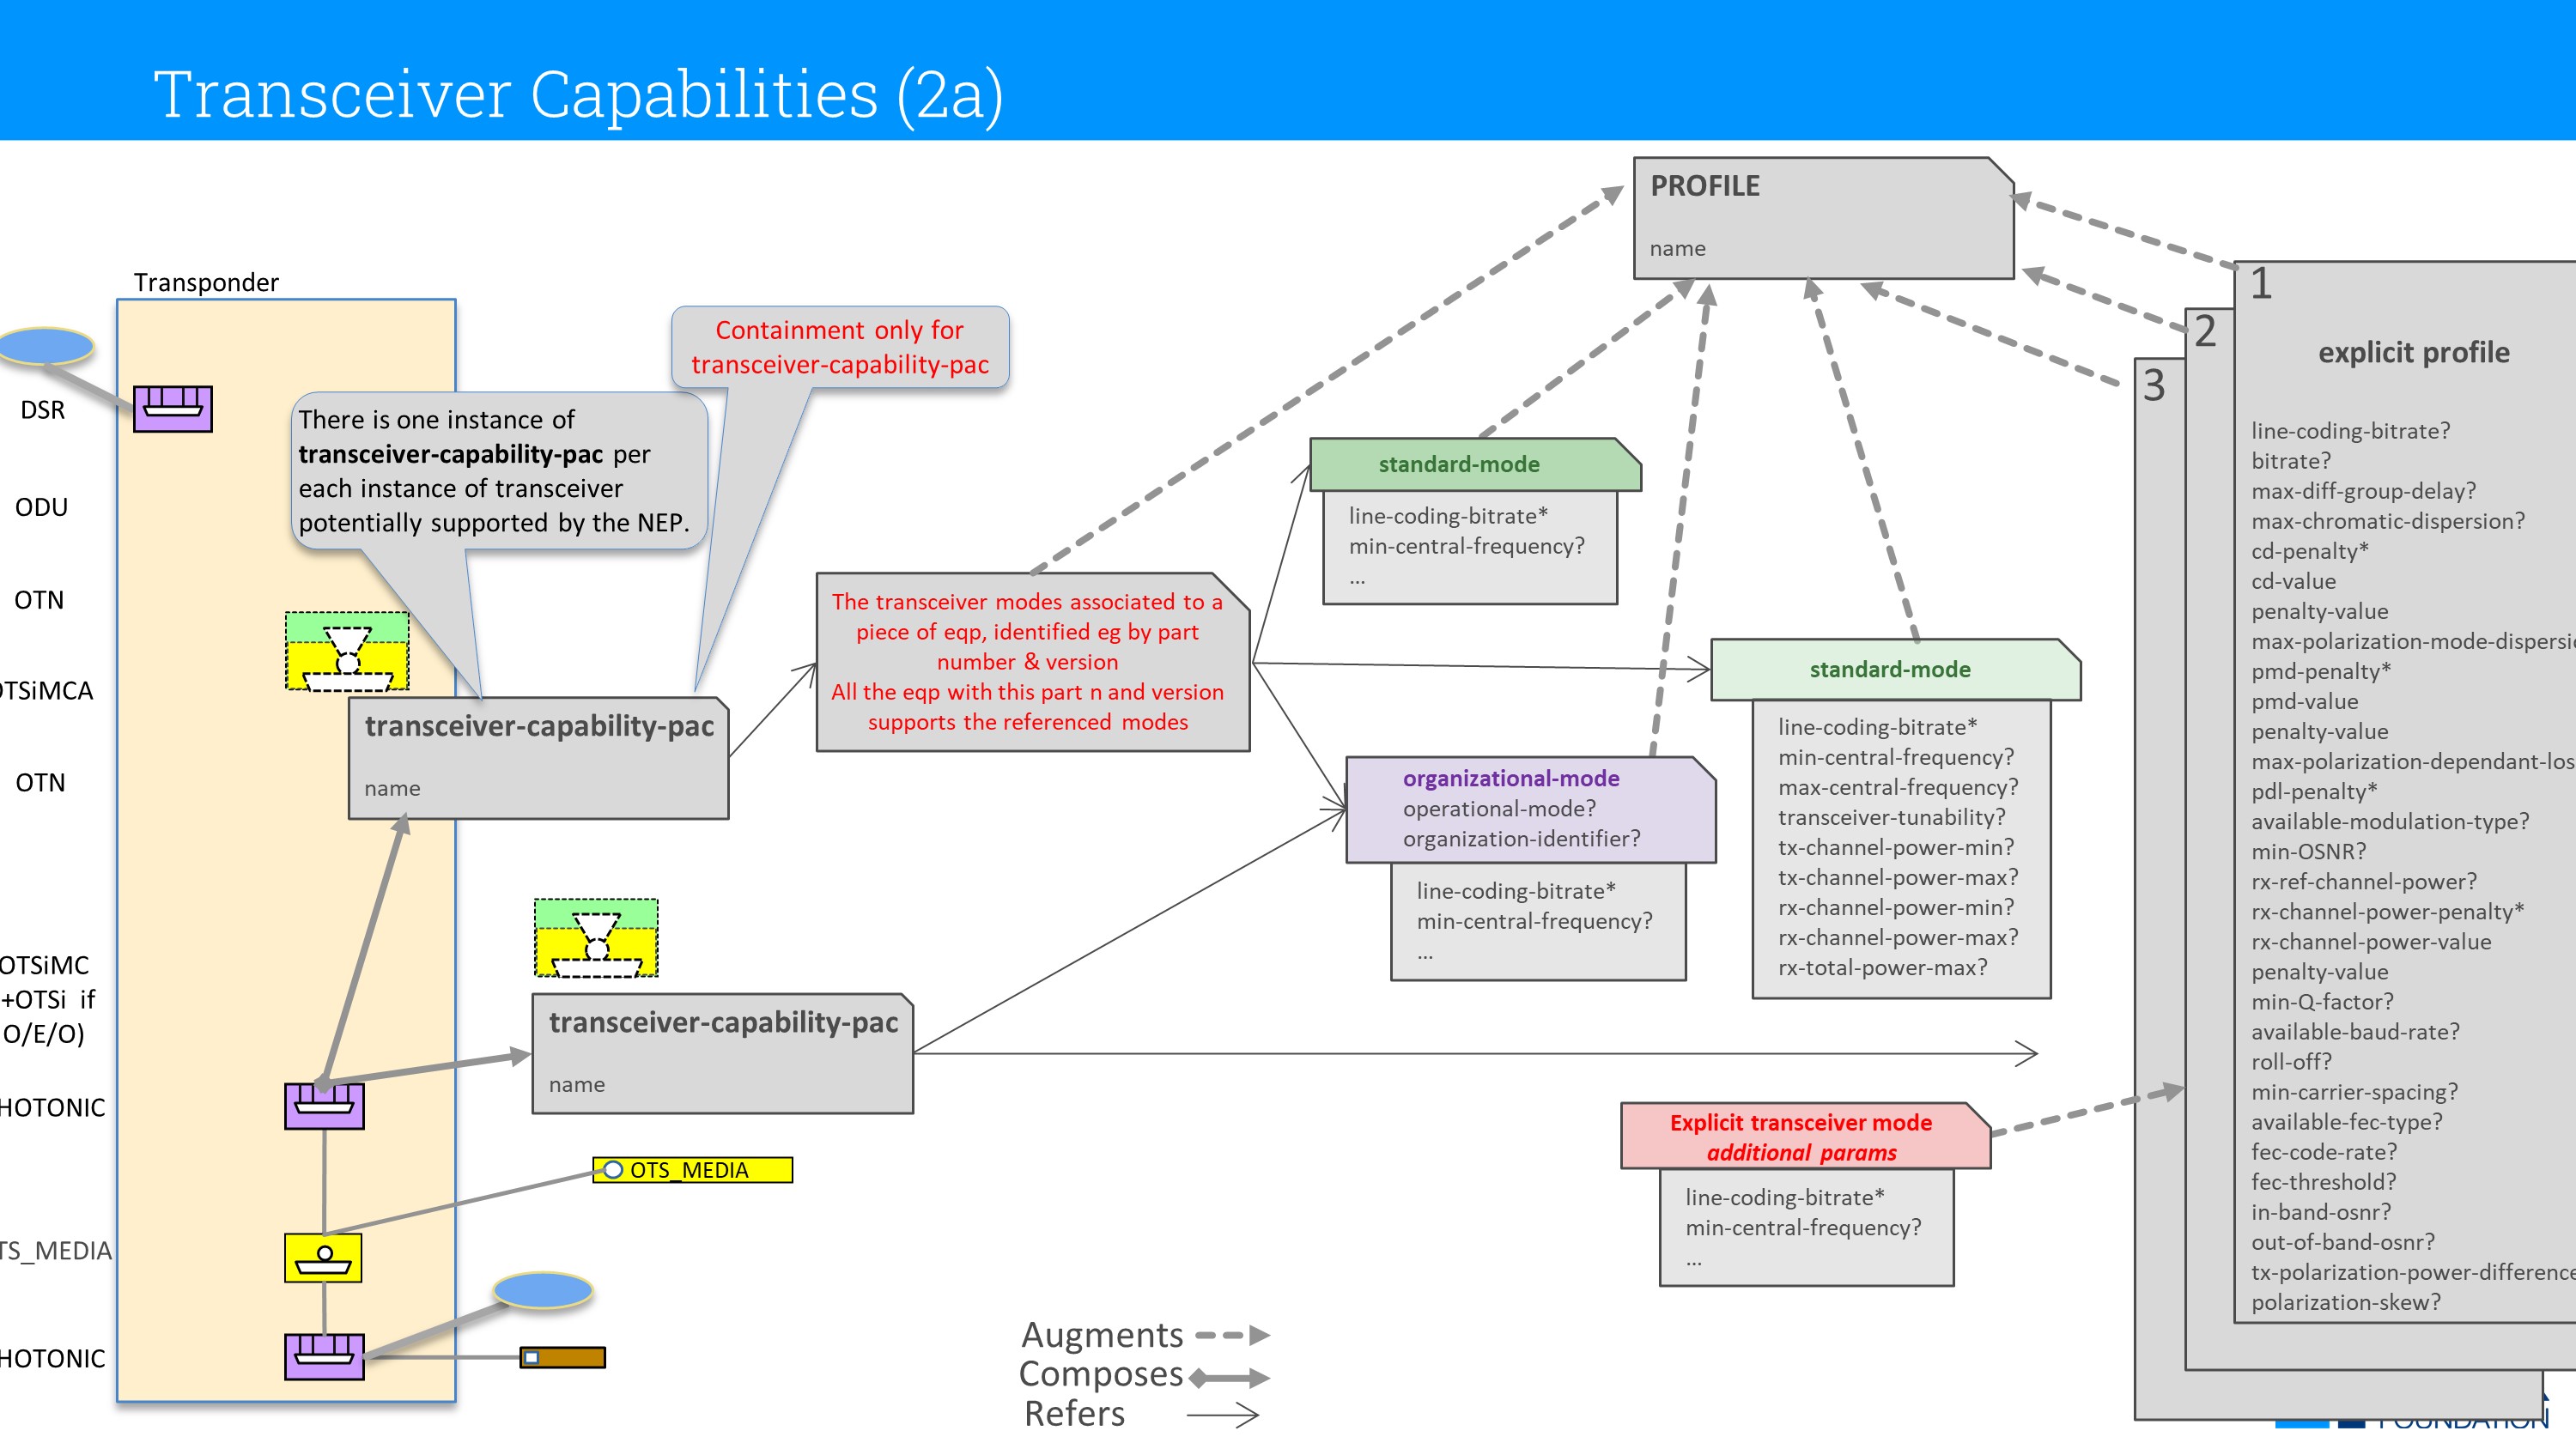 Transceiver Capabilities (2a)
PROFILE
name
Transponder
DSR
ODU
OTN
OTSiMCA
OTN
OTSiMC
+OTSi if
O/E/O)
HOTONIC
TS_MEDIA
HOTONIC
There is one instance of
transceiver-capability-pac per
each instance of transceiver
potentially supported by the NEP.
Containment only for
transceiver-capability-pac
transceiver-capability-pac
name
transceiver-capability-pac
name
OTS_MEDIA
The transceiver modes associated to a
piece of eqp, identified eg by part
number & version
All the eqp with this part n and version
supports the referenced modes
standard-mode
line-coding-bitrate*
min-central-frequency?
...
standard-mode
line-coding-bitrate*
min-central-frequency?
max-central-frequency?
transceiver-tunability?
tx-channel-power-min?
tx-channel-power-max?
rx-channel-power-min?
rx-channel-power-max?
rx-total-power-max?
organizational-mode
operational-mode?
organization-identifier?
line-coding-bitrate*
min-central-frequency?
...
Explicit transceiver mode
additional params
line-coding-bitrate*
min-central-frequency?
...
1
2
3
explicit profile
line-coding-bitrate?
bitrate?
max-diff-group-delay?
max-chromatic-dispersion?
cd-penalty*
cd-value
penalty-value
max-polarization-mode-dispersi
pmd-penalty*
pmd-value
penalty-value
max-polarization-dependant-los
pdl-penalty*
available-modulation-type?
min-OSNR?
rx-ref-channel-power?
rx-channel-power-penalty*
rx-channel-power-value
penalty-value
min-Q-factor?
available-baud-rate?
roll-off?
min-carrier-spacing?
available-fec-type?
fec-code-rate?
fec-threshold?
in-band-osnr?
out-of-band-osnr?
tx-polarization-power-difference
polarization-skew?
Augments
Composes
Refers
FOUNDATION